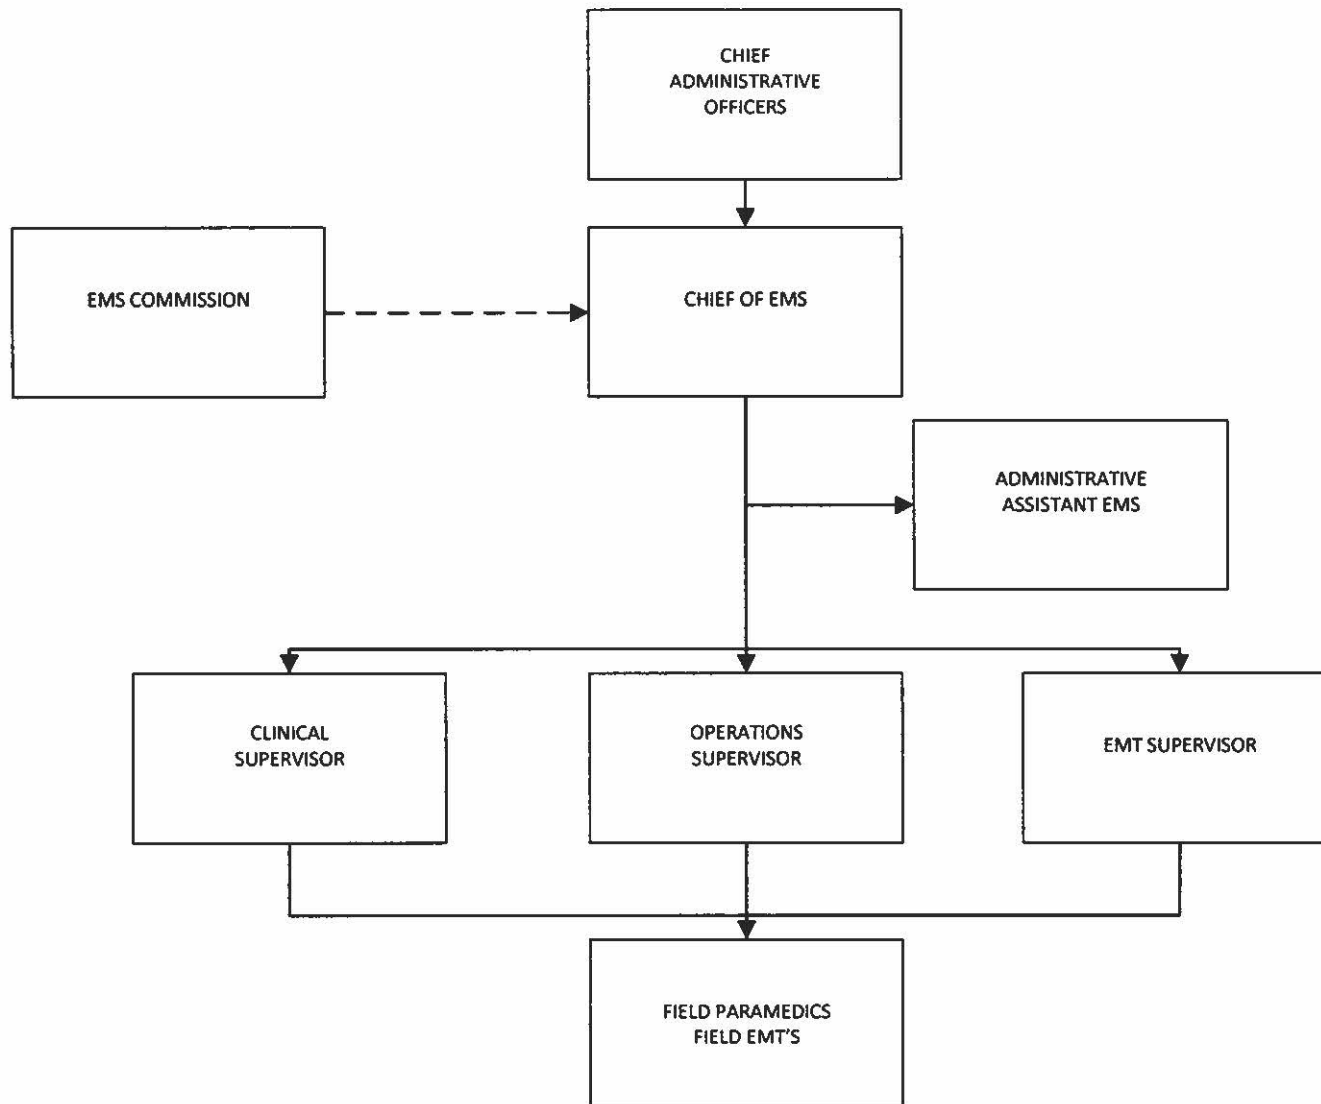 CHIEF
ADMINISTRATIVE
OFFICERS
EMS COMMISSION
CHIEF OF EMS
ADMINISTRATIVE
ASSISTANT EMS
CLINICAL
SUPERVISOR
OPERATIONS
SUPERVISOR
EMT SUPERVISOR
FIELD PARAMEDICS
FIELD EMT'S